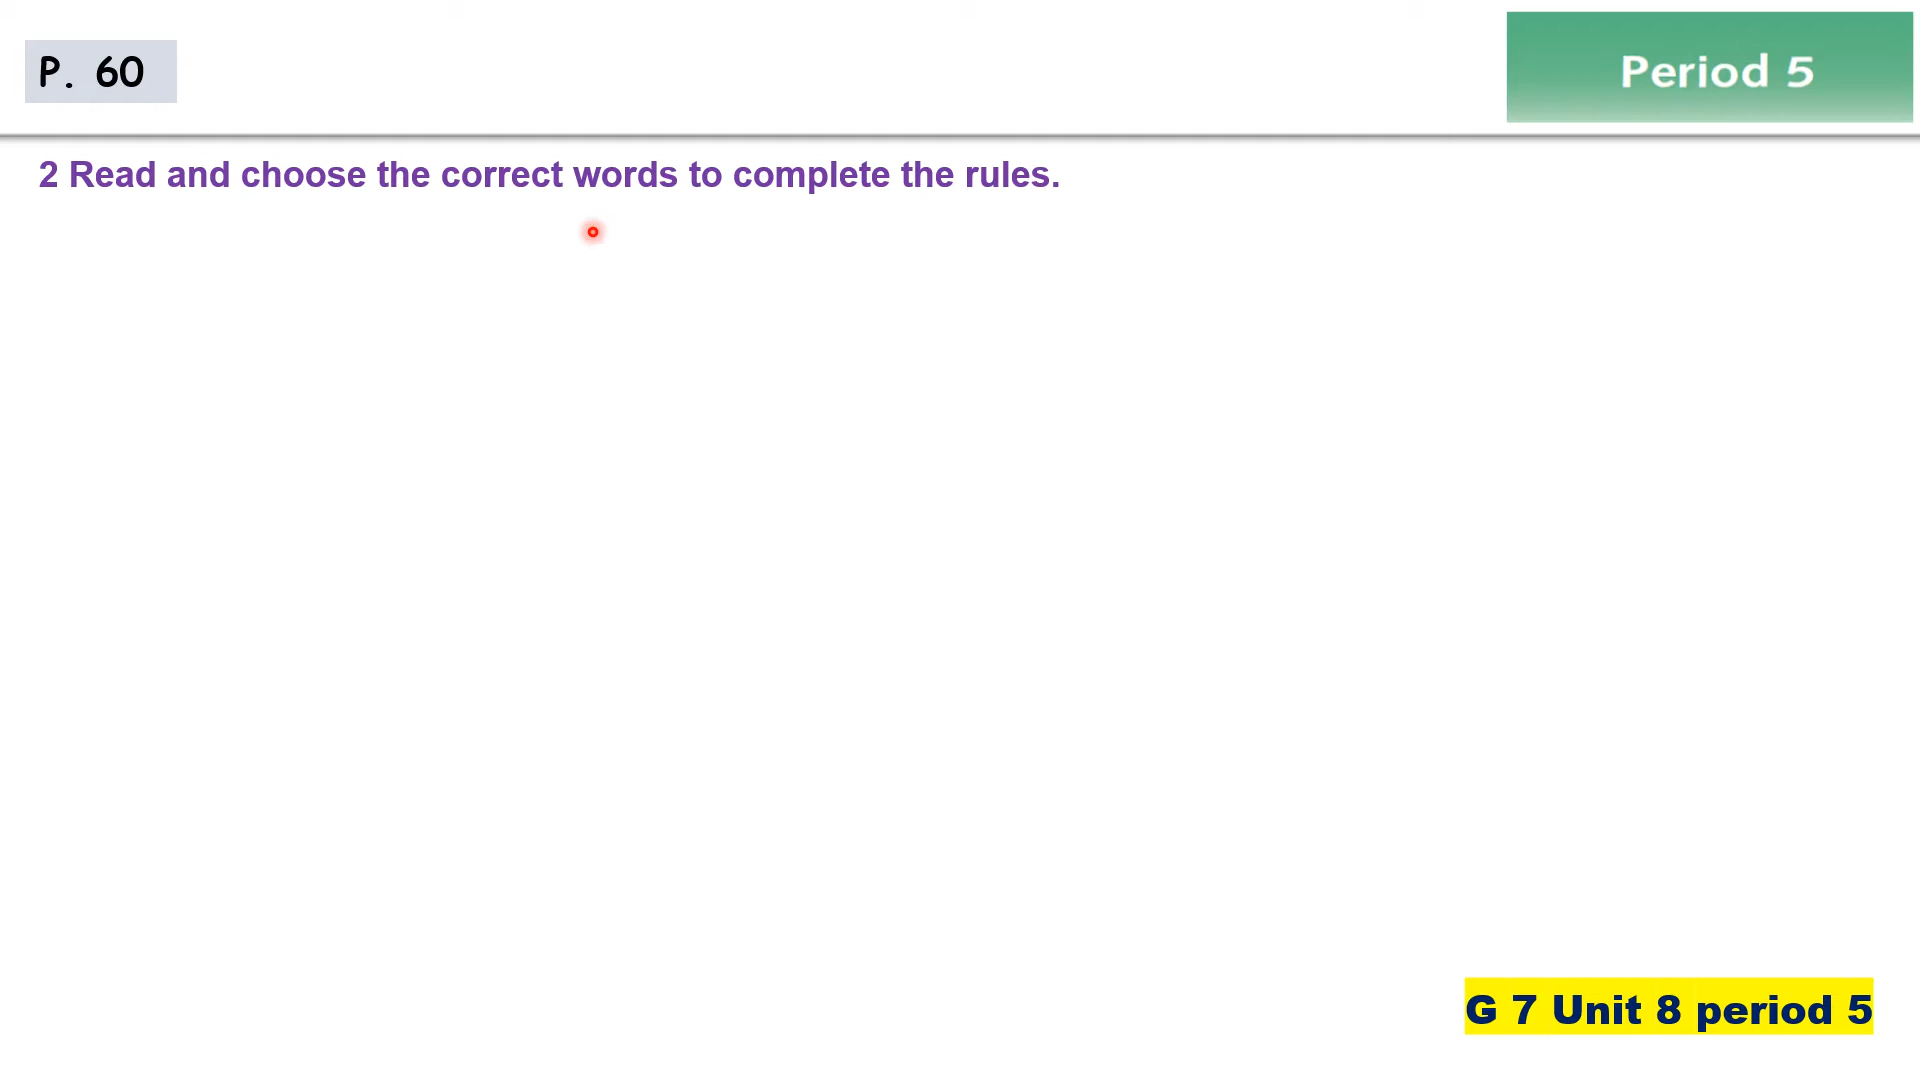 P. 60
Period 5
2 Read and choose the correct words to complete the rules.
G 7 Unit 8 period 5